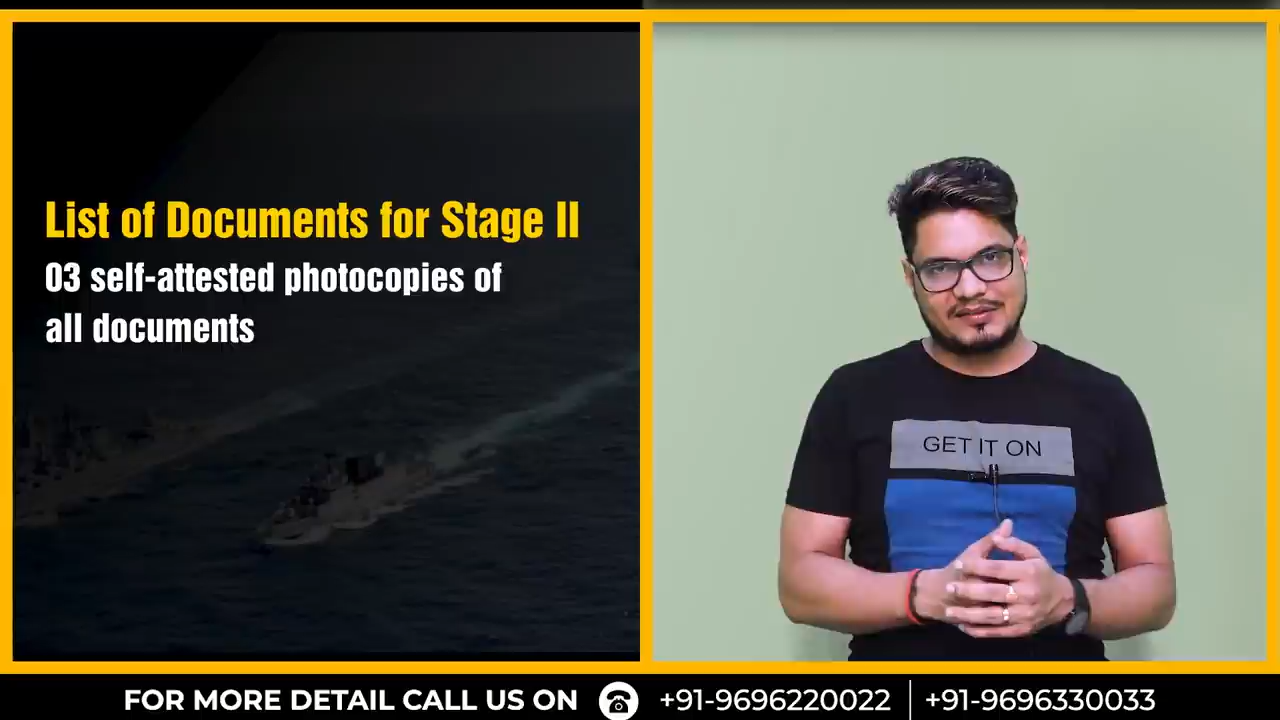 List of Documents for Stage II
03 self-attested photocopies of
all documents
GET IT ON
FOR MORE DETAIL CALL US ON +91-9696220022 +91-9696330033